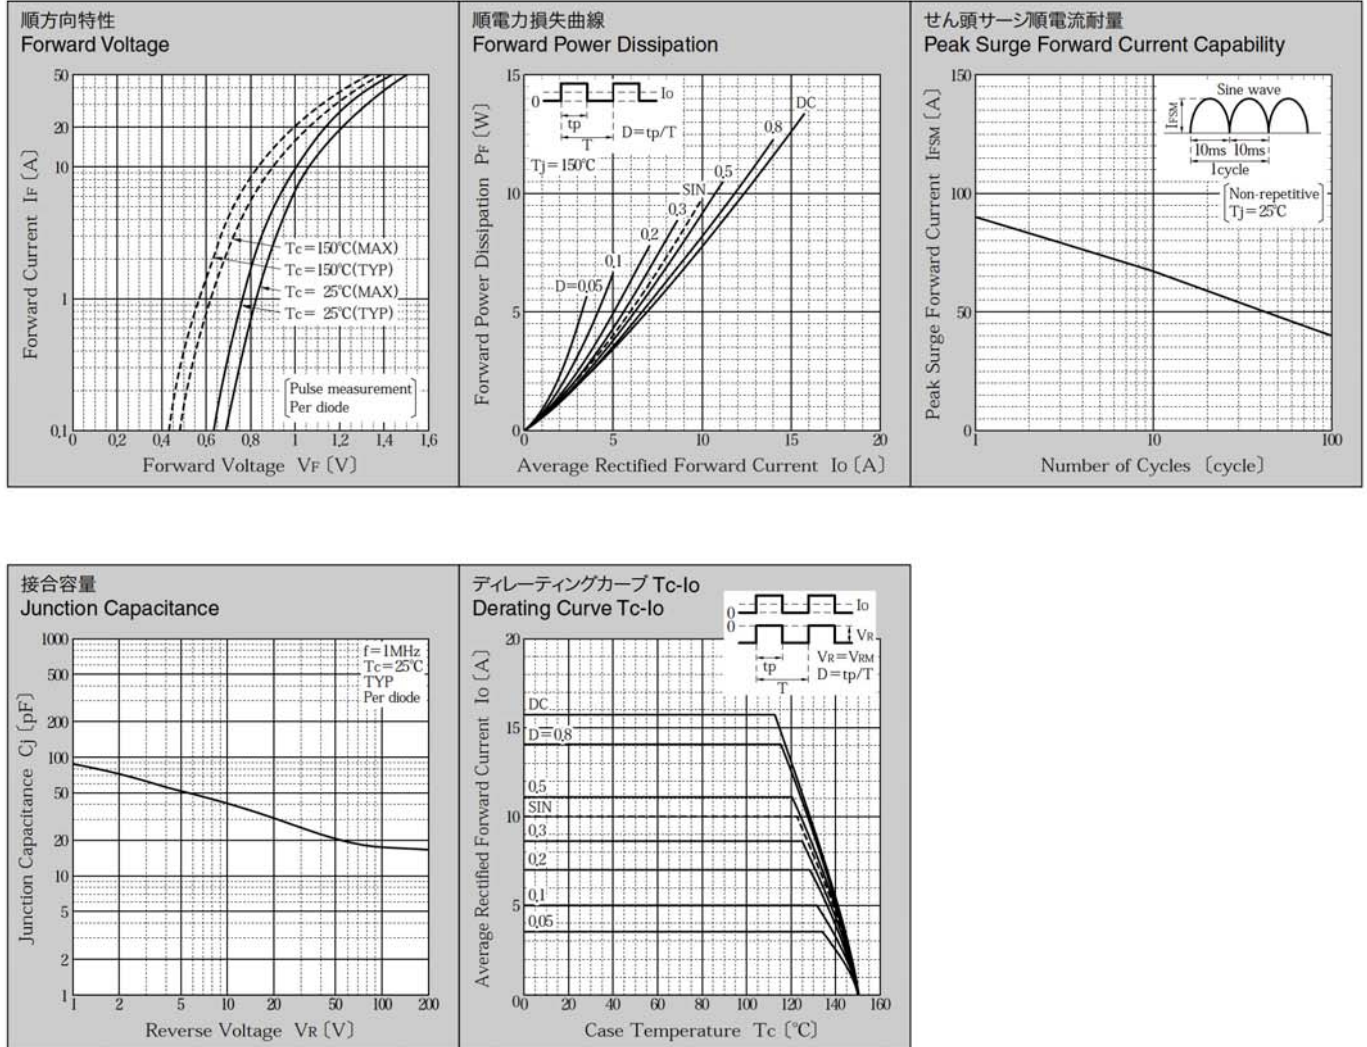 順方向特性
Forward Voltage
50
20
10
1
0.1
Forward Current IF〔A〕
Tc=150℃(MAX)
Tc=150℃(TYP)
Tc= 25℃(MAX)
Tc= 25℃(TYP)
Pulse measurement
Per diode
0 0.2 0.4 0.6 0.8 1 1.2 1.4 1.6
Forward Voltage VF〔V〕
順電力損失曲線
Forward Power Dissipation
15
10
5
0
Forward Power Dissipation PF〔W〕
0
Io
tp
T
D=tp/T
Tj=150℃
DC
0.8
0.5
SIN
0.3
0.2
0.1
D=0.05
0 5 10 15 20
Average Rectified Forward Current Io〔A〕
せん頭サージ順電流耐量
Peak Surge Forward Current Capability
150
100
50
0
Peak Surge Forward Current IFSM〔A〕
Sine wave
IFSM
10ms 10ms
1cycle
Non-repetitive
Tj=25℃
1 10 100
Number of Cycles〔cycle〕
接合容量
Junction Capacitance
1000
500
200
100
50
20
10
5
2
1
Junction Capacitance Cj〔pF〕
f=1MHz
Tc=25℃
TYP
Per diode
1 2 5 10 20 50 100 200
Reverse Voltage VR〔V〕
ディレーティングカーブ Tc-Io
Derating Curve Tc-Io
0
Io
0
VR
tp
T
VR=VRM
D=tp/T
20
15
10
5
0
Average Rectified Forward Current Io〔A〕
DC
D=0.8
0.5
SIN
0.3
0.2
0.1
0.05
0 20 40 60 80 100 120 140 160
Case Temperature Tc〔℃〕